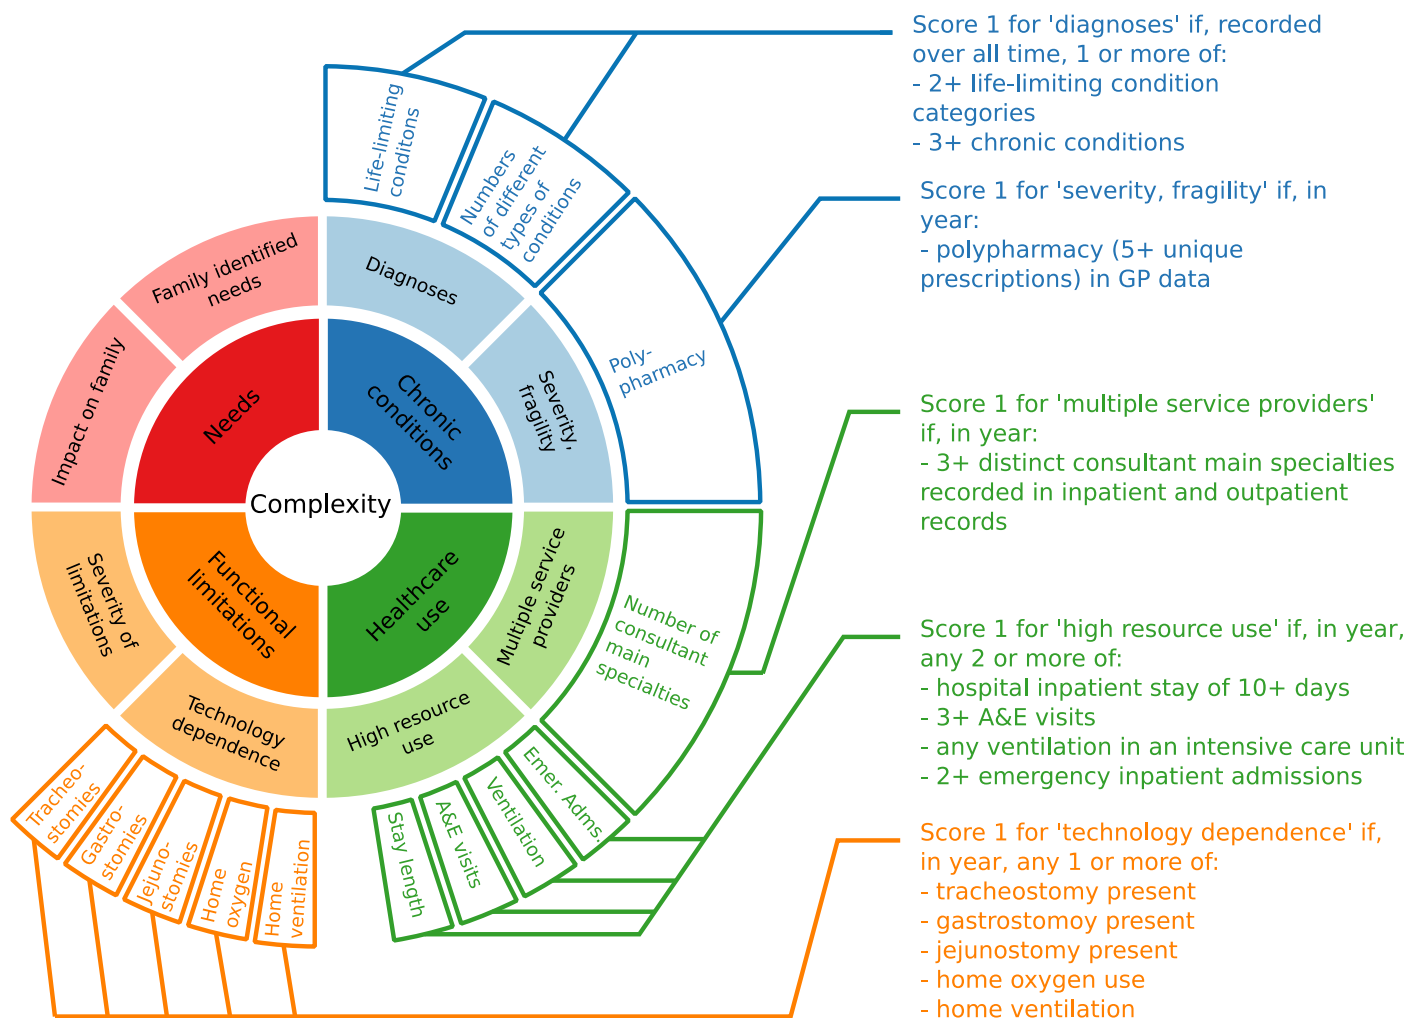 Score 1 for 'diagnoses' if, recorded
over all time, 1 or more of:
- 2+ life-limiting condition
categories
- 3+ chronic conditions
Score 1 for 'severity, fragility' if, in
year:
- polypharmacy (5+ unique
prescriptions) in GP data
Score 1 for 'multiple service providers'
if, in year:
- 3+ distinct consultant main specialties
recorded in inpatient and outpatient
records
Score 1 for 'high resource use' if, in year,
any 2 or more of:
- hospital inpatient stay of 10+ days
- 3+ A&E visits
- any ventilation in an intensive care unit
- 2+ emergency inpatient admissions
Score 1 for 'technology dependence' if,
in year, any 1 or more of:
- tracheostomy present
- gastrostomoy present
- jejunostomy present
- home oxygen use
- home ventilation
Life-limiting
conditons
Numbers
of different
types of
conditions
Poly-
pharmacy
Number of
consultant
main
specialties
Emer. Adms.
Ventilation
A&E visits
Stay length
Home
ventilation
Home
oxygen
Jejuno-
stomies
Gastro-
stomies
Tracheo-
stomies
Family identified
needs
Impact on family
Diagnoses
Severity,
fragility
Multiple service
providers
High resource
use
Technology
dependence
Severity of
limitations
Needs
Chronic
conditions
Healthcare
use
Functional
limitations
Complexity